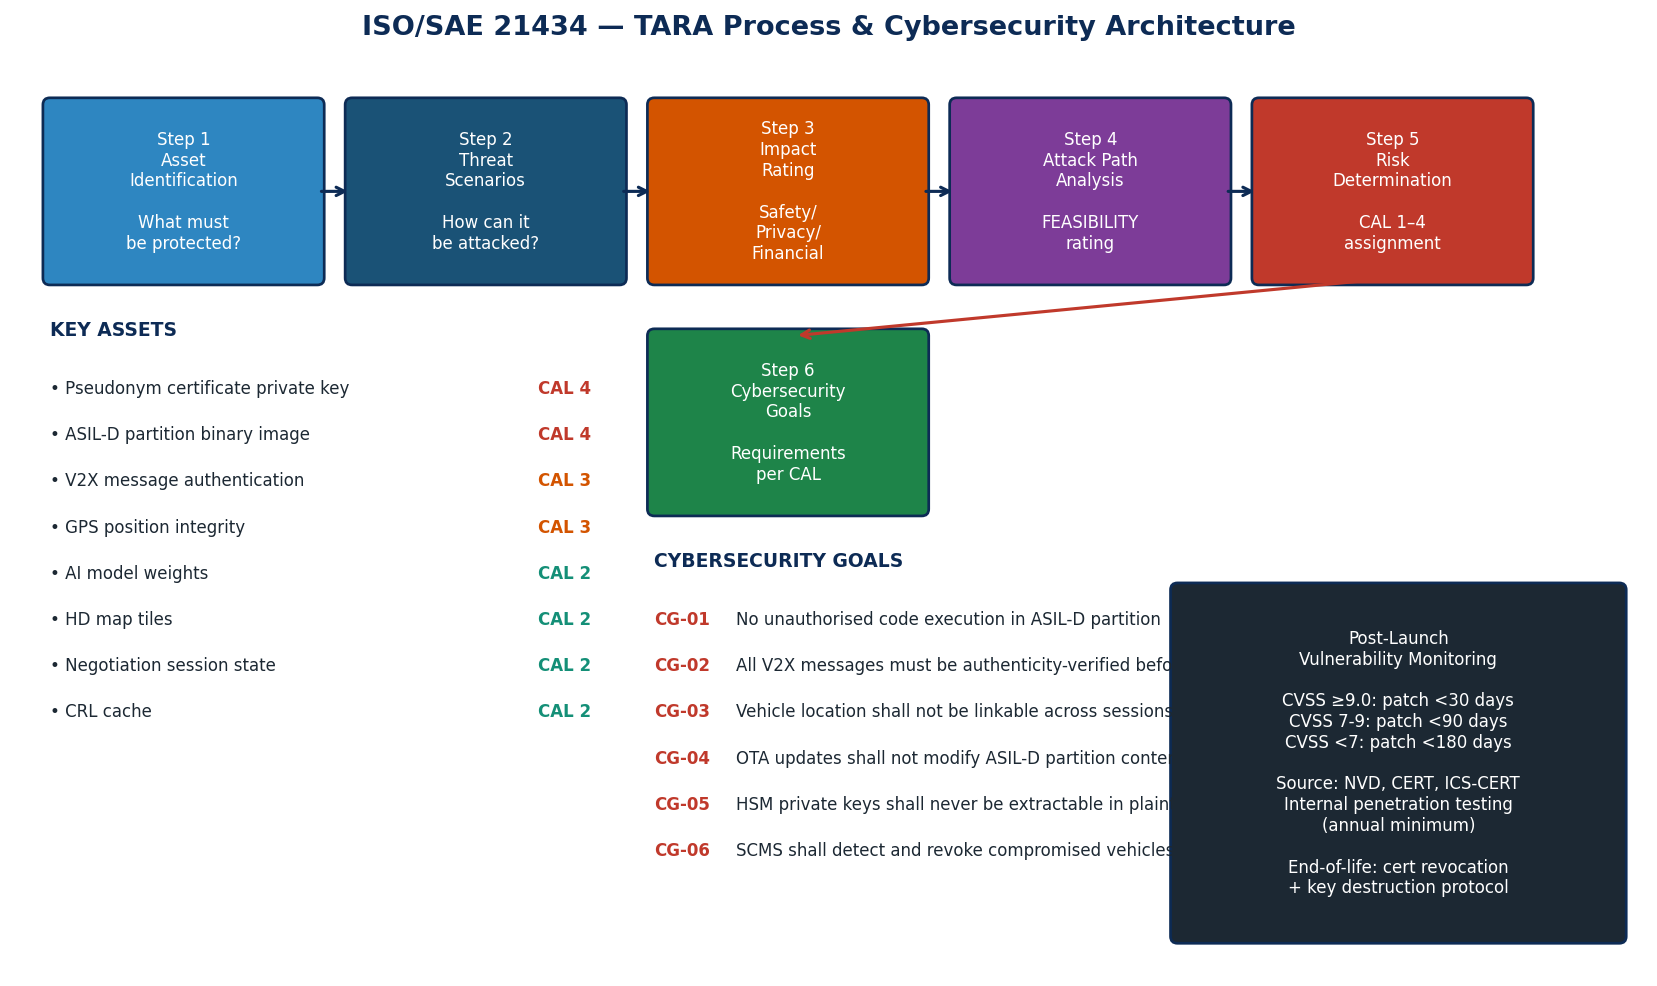 ISO/SAE 21434 — TARA Process & Cybersecurity Architecture
Step 1
Asset
Identification
What must
be protected?
Step 2
Threat
Scenarios
How can it
be attacked?
Step 3
Impact
Rating
Safety/
Privacy/
Financial
Step 4
Attack Path
Analysis
FEASIBILITY
rating
Step 5
Risk
Determination
CAL 1–4
assignment
KEY ASSETS
• Pseudonym certificate private key CAL 4
• ASIL-D partition binary image CAL 4
• V2X message authentication CAL 3
• GPS position integrity CAL 3
• AI model weights CAL 2
• HD map tiles CAL 2
• Negotiation session state CAL 2
• CRL cache CAL 2
Step 6
Cybersecurity
Goals
Requirements
per CAL
CYBERSECURITY GOALS
CG-01 No unauthorised code execution in ASIL-D partition
CG-02 All V2X messages must be authenticity-verified
CG-03 Vehicle location shall not be linkable across sessions
CG-04 OTA updates shall not modify ASIL-D partition
CG-05 HSM private keys shall never be extractable in
CG-06 SCMS shall detect and revoke compromised vehicles
Post-Launch
Vulnerability Monitoring
CVSS ≥9.0: patch <30 days
CVSS 7-9: patch <90 days
CVSS <7: patch <180 days
Source: NVD, CERT, ICS-CERT
Internal penetration testing
(annual minimum)
End-of-life: cert revocation
+ key destruction protocol